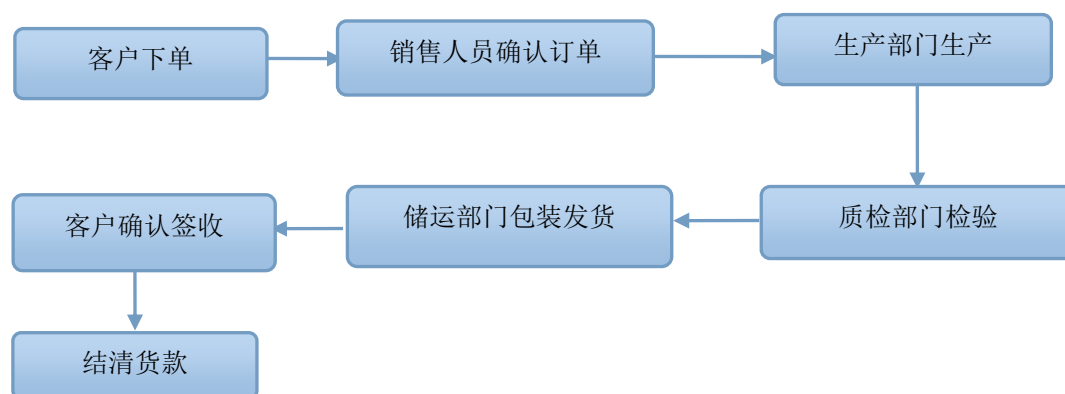 客户下单
销售人员确认订单
生产部门生产
质检部门检验
储运部门包装发货
客户确认签收
结清货款